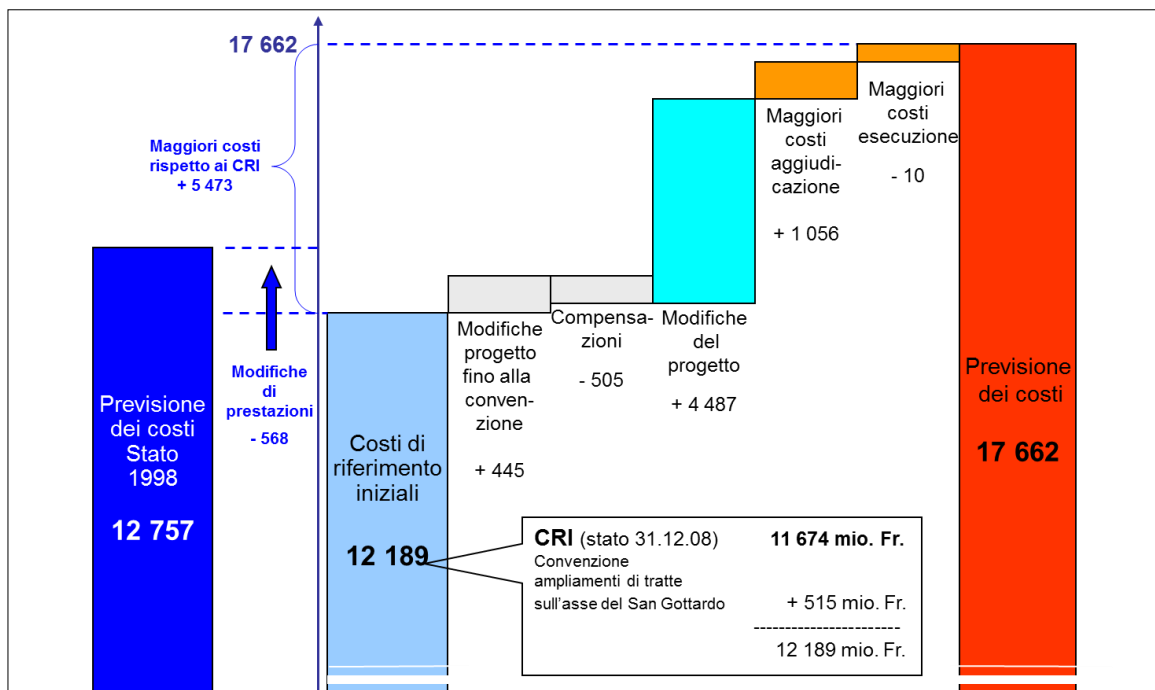 17 662
Maggiori costi
rispetto ai CRI
+ 5 473
Modifiche
di
prestazioni
- 568
Previsione
dei costi
Stato
1998
12 757
Costi di
riferimento
iniziali
12 189
Modifiche
progetto
fino alla
conven-
zione
+ 445
Compensa-
zioni
- 505
Modifiche
del
progetto
+ 4 487
Maggiori
costi
aggiudi-
cazione
+ 1 056
Maggiori
costi
esecuzione
- 10
Previsione
dei costi
17 662
CRI (stato 31.12.08) 11 674 mio. Fr.
Convenzione
ampliamenti di tratte
sull'asse del San Gottardo + 515 mio. Fr.
-----------------------
12 189 mio. Fr.